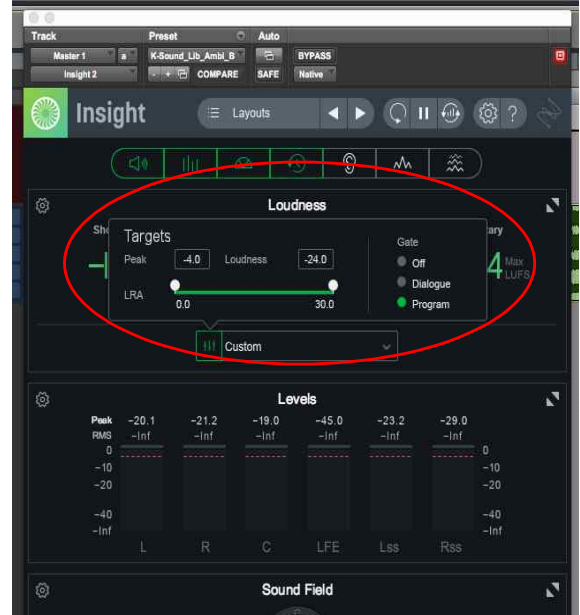 Track Preset Auto
Master 1 a K-Sound_Lib_Ambi_B BYPASS
Insight 2 - + COMPARE SAFE Native
Insight Layouts ?
Loudness
Targets
Peak -4.0 Loudness -24.0
LRA
0.0 30.0
Gate
Off
Dialogue
Program
4 Max
LUFS
Custom
Levels
Peak -20.1 -21.2 -19.0 -45.0 -23.2 -29.0
RMS -Inf -Inf -Inf -Inf -Inf -Inf
0 0
-10 -10
-20 -20
-40 -40
-Inf -Inf
L R C LFE Lss Rss
Sound Field